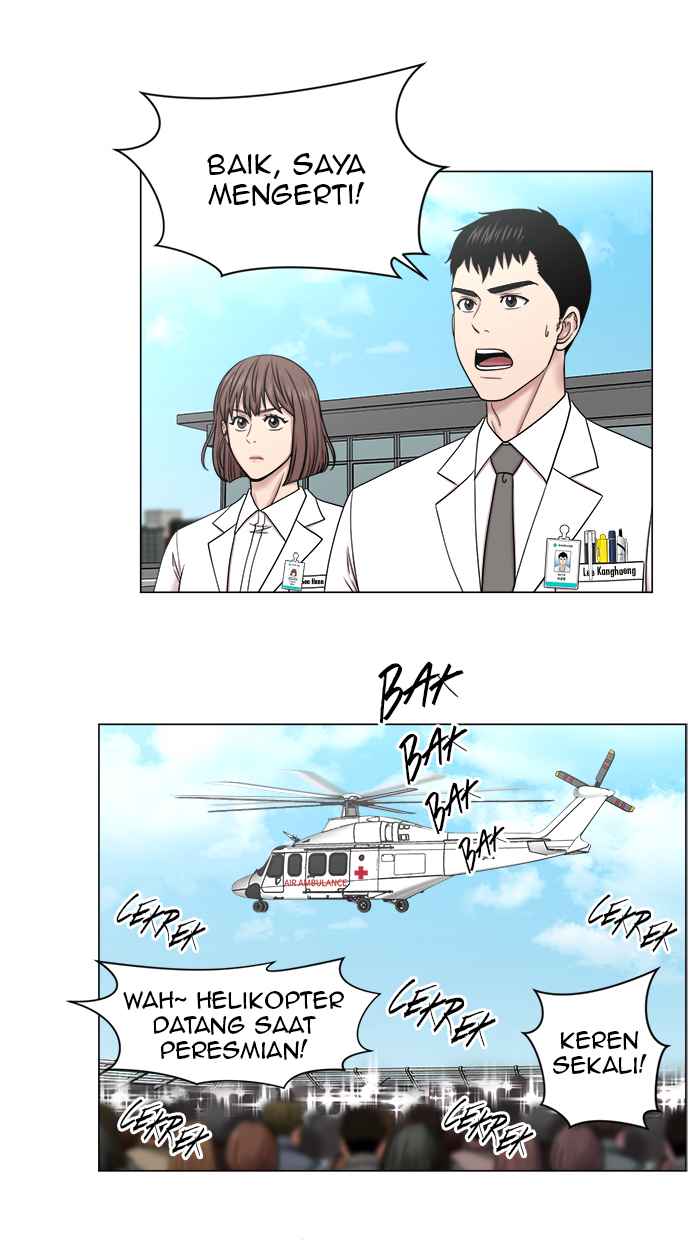 BAIK, SAYA
MENGERTI!
Lee Kanghoong
BAK
BAK
BAK
BAK
AIR AMBULANCE
CEKREK
CEKREK
WAH~ HELIKOPTER
DATANG SAAT
PERESMIAN!
CEKREK
KEREN
SEKALI!
CEKREK
CEKREK